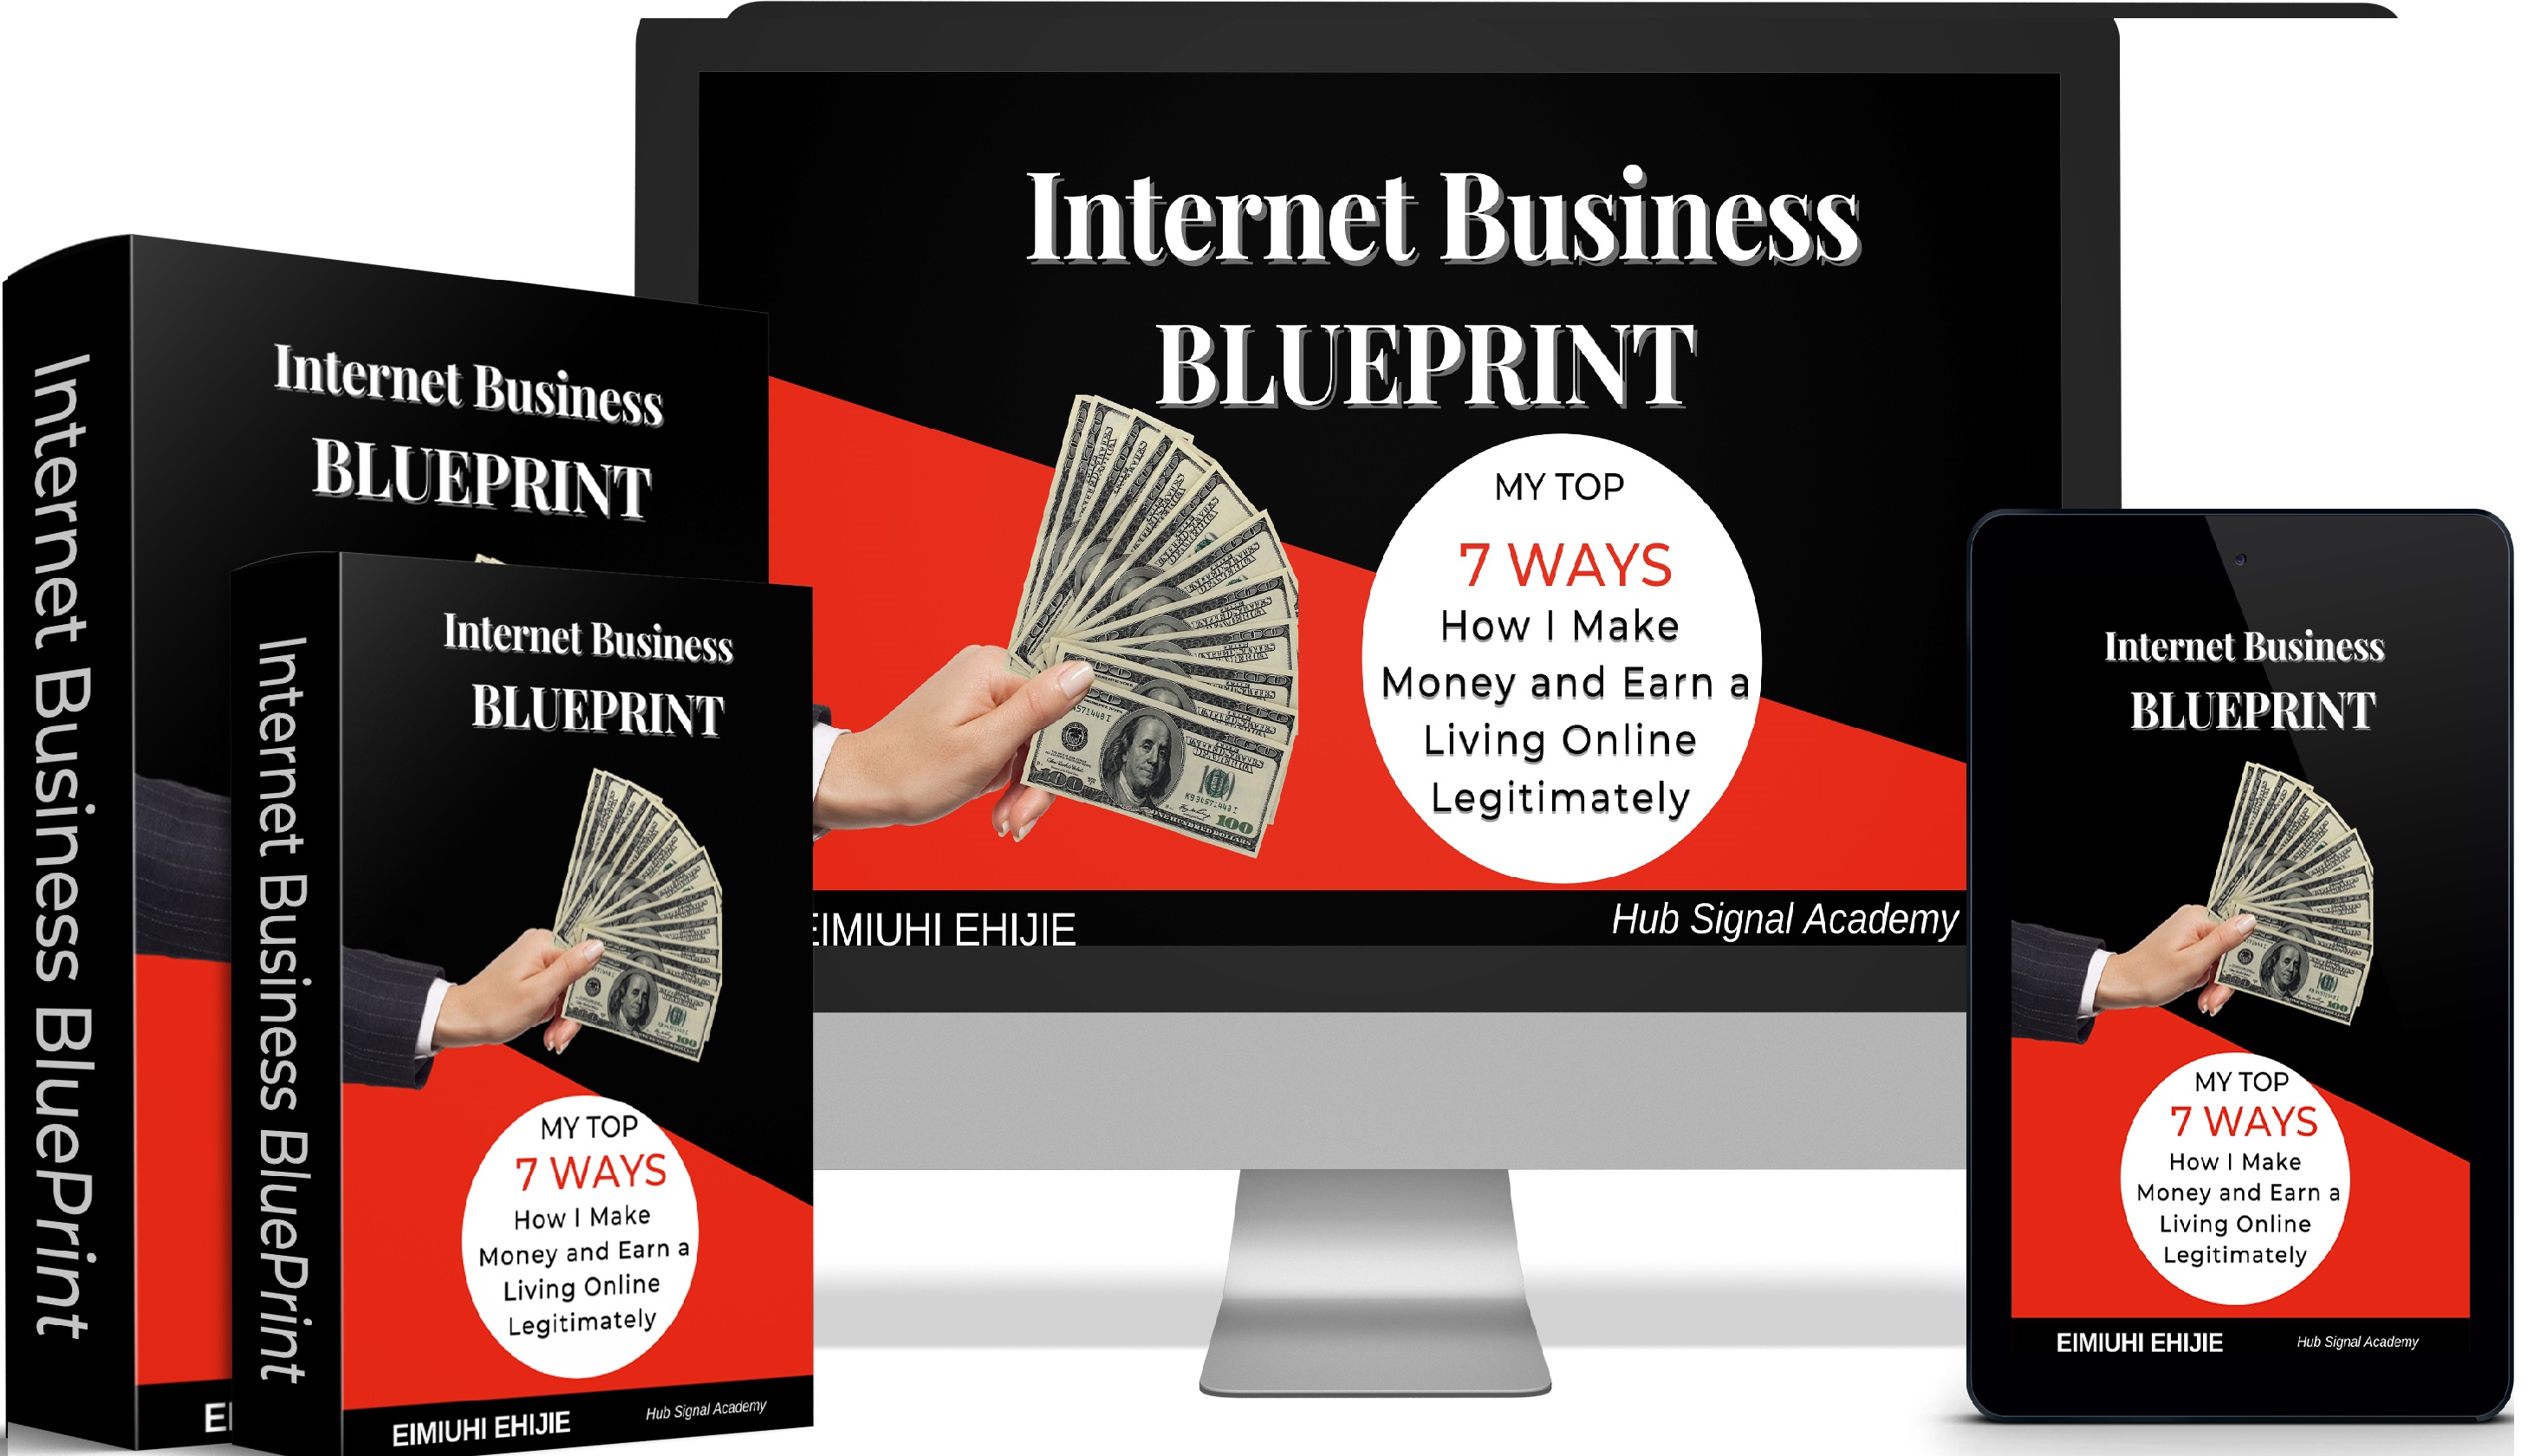 Internet Business
BLUEPRINT
MY TOP
7 WAYS
How I Make
Money and Earn a
Living Online
Legitimately
EIMIUHI EHIJIE
Hub Signal Academy
Internet Business BluePrint
Internet Business
BLUEPRINT
Internet Business BluePrint
Internet Business
BLUEPRINT
MY TOP
7 WAYS
How I Make
Money and Earn a
Living Online
Legitimately
EIMIUHI EHIJIE
Hub Signal Academy
Internet Business
BLUEPRINT
MY TOP
7 WAYS
How I Make
Money and Earn a
Living Online
Legitimately
EIMIUHI EHIJIE
Hub Signal Academy